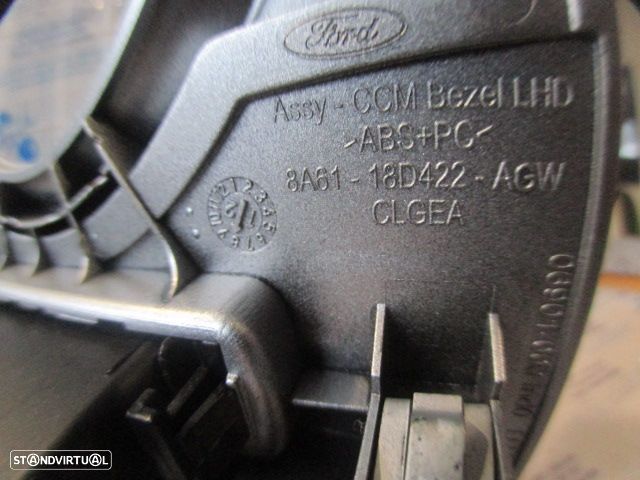 Ford
Assy - CCM Bezel LHD
>ABS+PC<
8A61 - 18D422 - AGW
CLGEA
STANDVIRTUAL